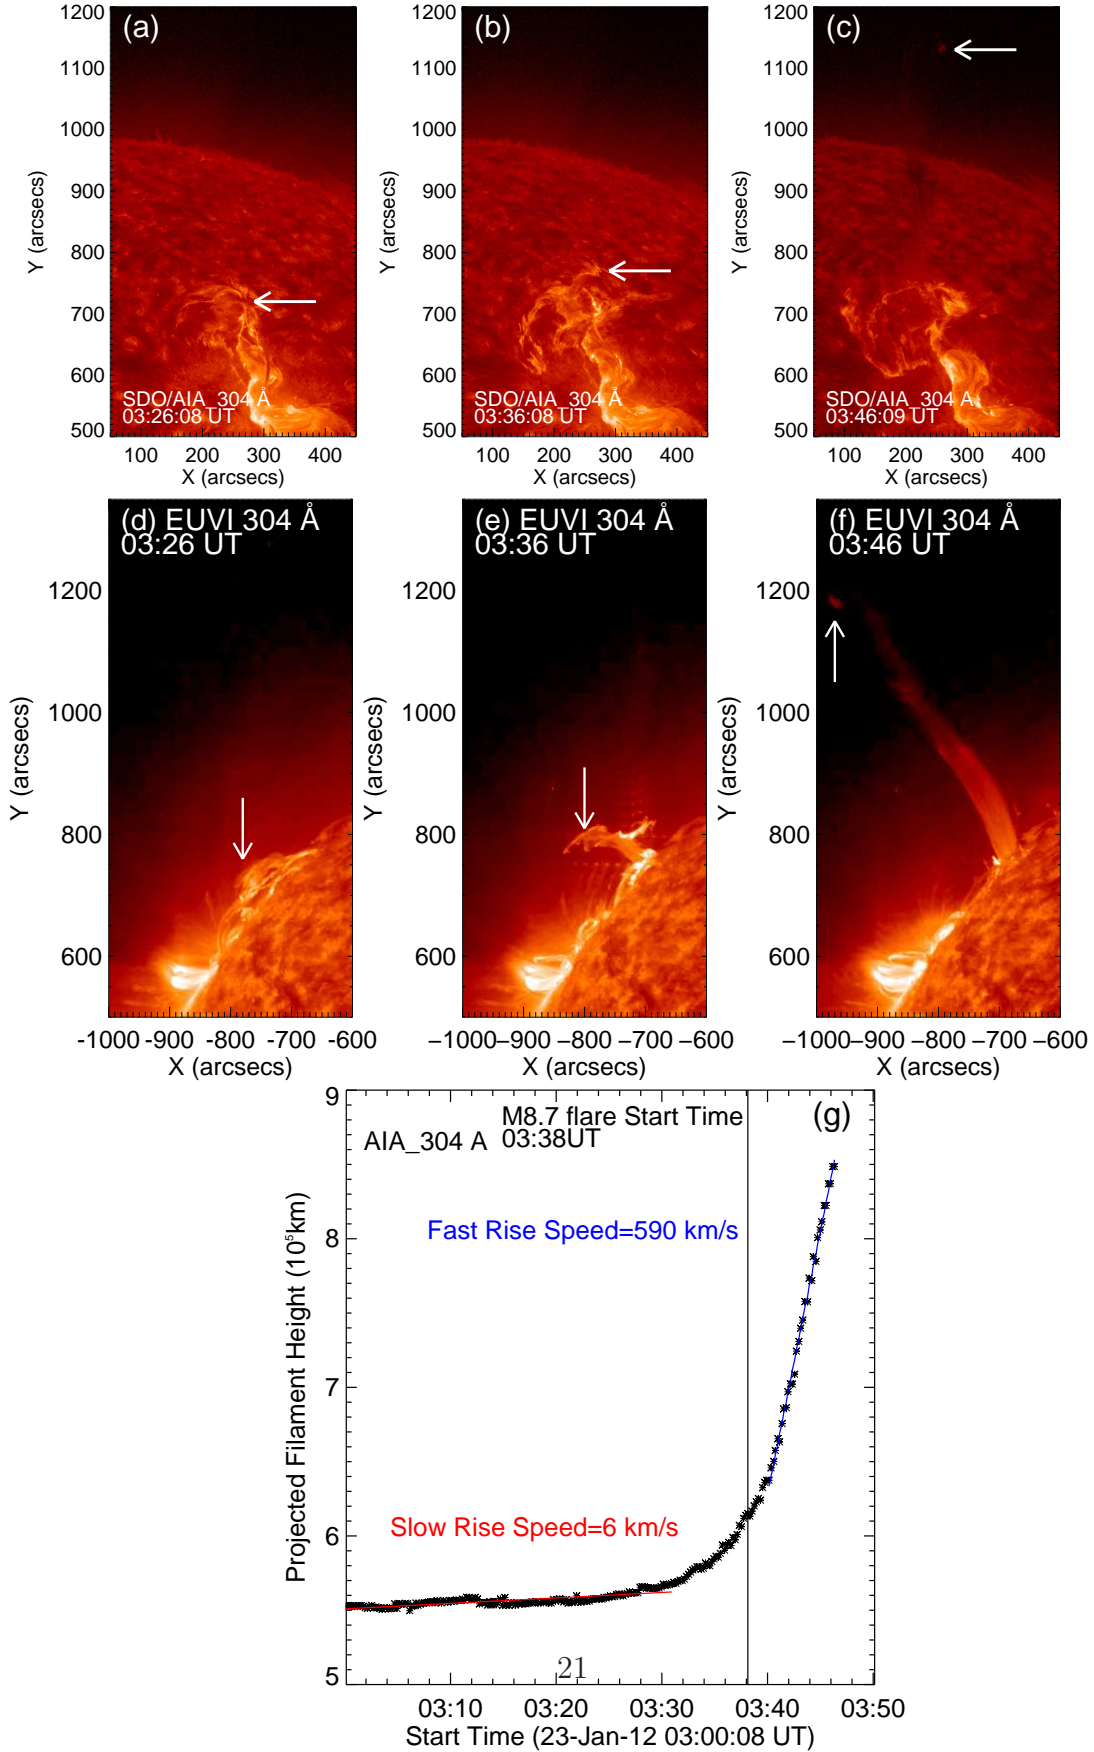 (a)
(b)
(c)
1200
1100
1000
900
800
700
600
500
Y (arcsecs)
SDO/AIA_304 Å
03:26:08 UT
100 200 300 400
X (arcsecs)
1200
1100
1000
900
800
700
600
500
Y (arcsecs)
SDO/AIA_304 Å
03:36:08 UT
100 200 300 400
X (arcsecs)
1200
1100
1000
900
800
700
600
500
Y (arcsecs)
SDO/AIA_304 Å
03:46:09 UT
100 200 300 400
X (arcsecs)
(d) EUVI 304 Å
03:26 UT
1200
1000
800
600
Y (arcsecs)
-1000 -900 -800 -700 -600
X (arcsecs)
(e) EUVI 304 Å
03:36 UT
1200
1000
800
600
Y (arcsecs)
−1000 −900 −800 −700 −600
X (arcsecs)
(f) EUVI 304 Å
03:46 UT
1200
1000
800
600
Y (arcsecs)
−1000 −900 −800 −700 −600
X (arcsecs)
(g)
M8.7 flare Start Time
03:38UT
AIA_304 A
Fast Rise Speed=590 km/s
Slow Rise Speed=6 km/s
9
8
7
6
5
Projected Filament Height (10⁵km)
21
03:10 03:20 03:30 03:40 03:50
Start Time (23-Jan-12 03:00:08 UT)